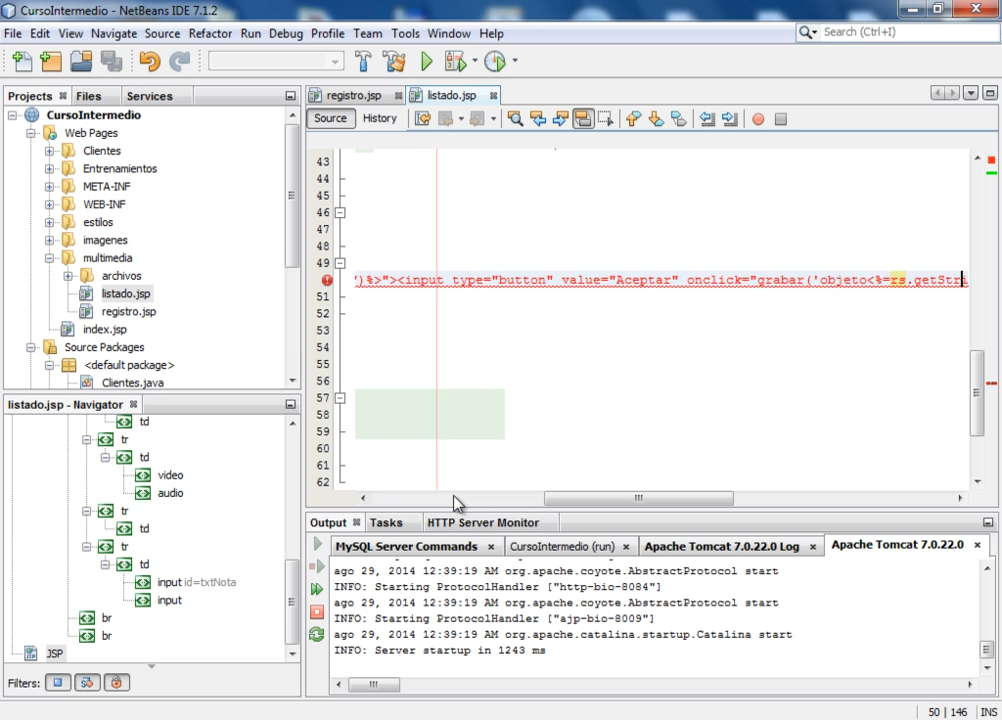 CursoIntermedio - NetBeans IDE 7.1.2
File Edit View Navigate Source Refactor Run Debug Profile Team Tools Window Help
Search (Ctrl+I)
Projects Files Services
registro.jsp listado.jsp
Source History
CursoIntermedio
Web Pages
Clientes
Entrenamientos
META-INF
WEB-INF
estilos
imagenes
multimedia
archivos
listado.jsp
registro.jsp
index.jsp
Source Packages
<default package>
Clientes.java
43
44
45
46
47
48
49
')%>"><input type="button" value="Aceptar" onclick="grabar('objeto<%=rs.getStri
51
52
53
54
55
56
57
58
59
60
61
62
listado.jsp - Navigator
td
tr
td
video
audio
tr
td
tr
td
input id=txtNota
input
br
br
JSP
Filters:
Output Tasks HTTP Server Monitor
MySQL Server Commands CursoIntermedio (run) Apache Tomcat 7.0.22.0 Log Apache Tomcat 7.0.22.0
ago 29, 2014 12:39:19 AM org.apache.coyote.AbstractProtocol start
INFO: Starting ProtocolHandler ["http-bio-8084"]
ago 29, 2014 12:39:19 AM org.apache.coyote.AbstractProtocol start
INFO: Starting ProtocolHandler ["ajp-bio-8009"]
ago 29, 2014 12:39:19 AM org.apache.catalina.startup.Catalina start
INFO: Server startup in 1243 ms
50 | 146 INS